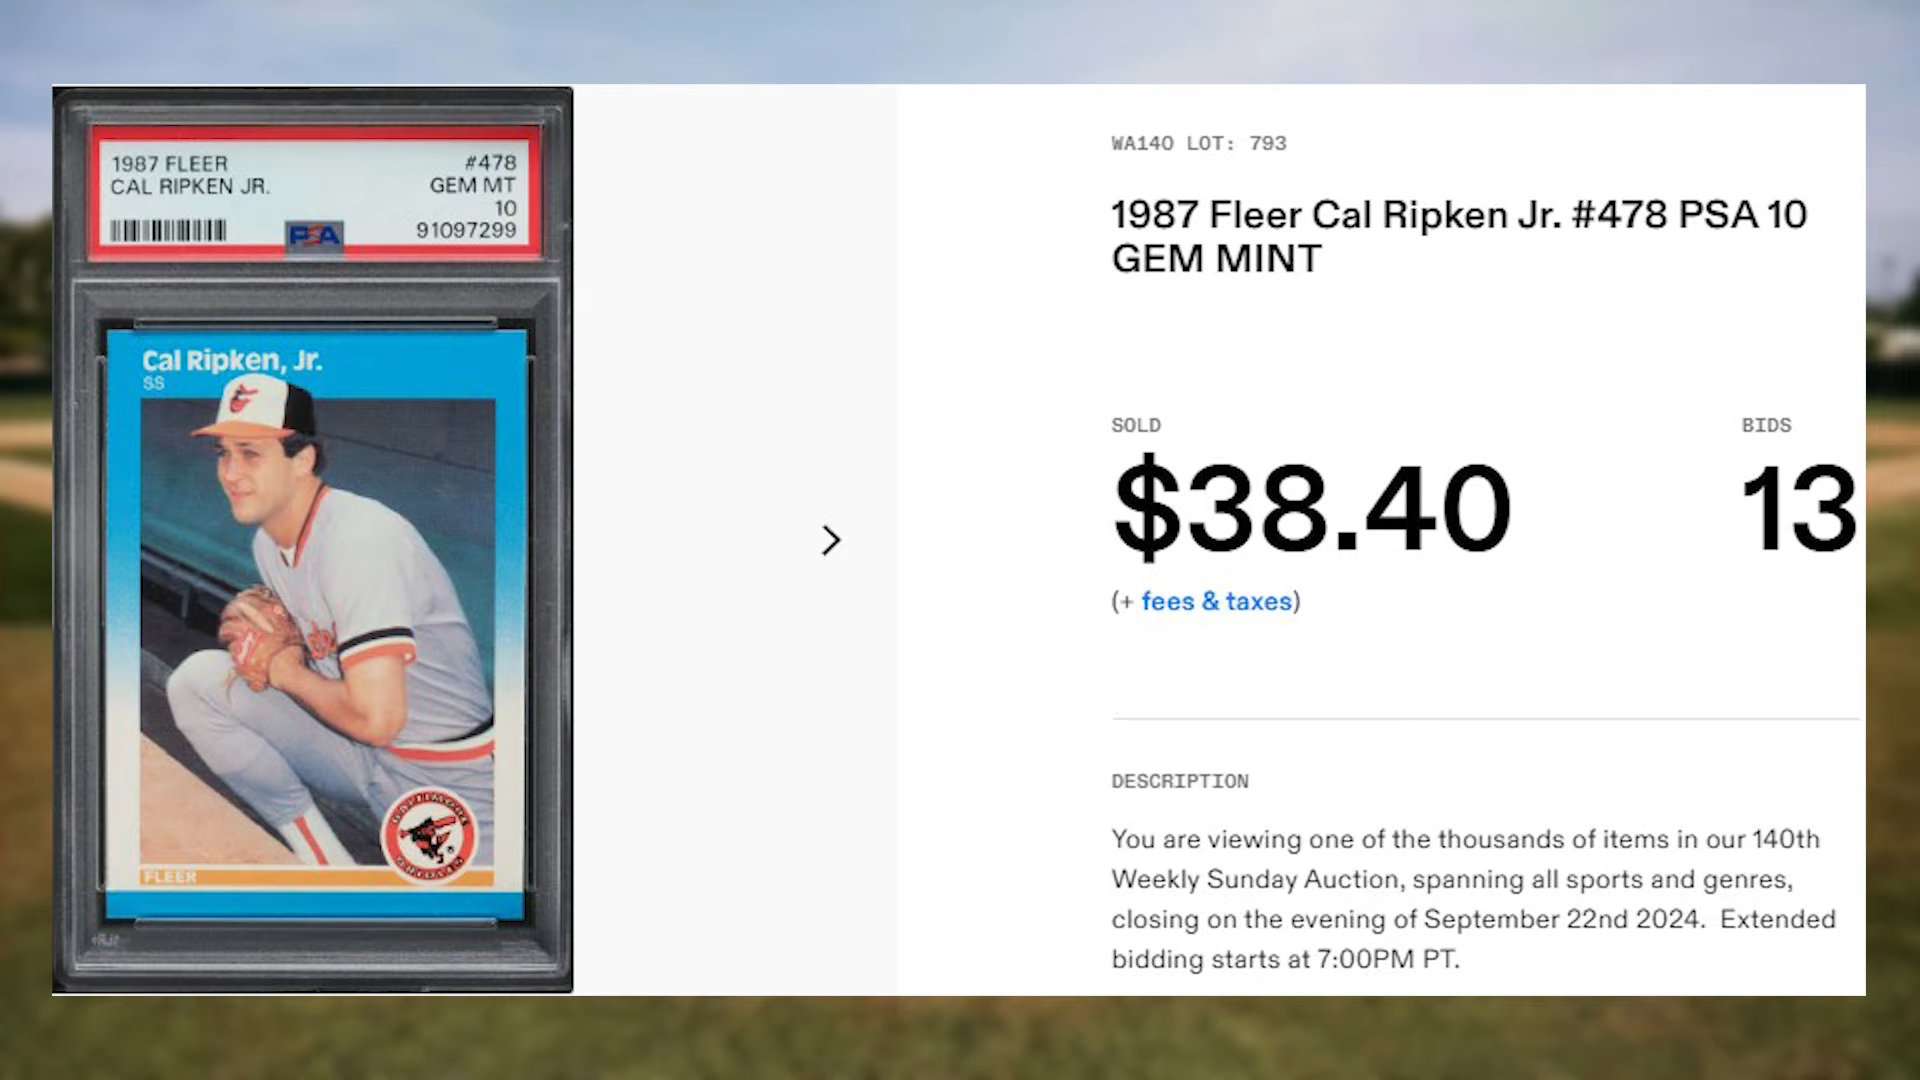 1987 FLEER #478
CAL RIPKEN JR. GEM MT
10
PSA 91097299
Cal Ripken, Jr.
SS
FLEER
WA140 LOT: 793
1987 Fleer Cal Ripken Jr. #478 PSA 10
GEM MINT
SOLD
BIDS
$38.40
13
(+ fees & taxes)
DESCRIPTION
You are viewing one of the thousands of items in our 140th
Weekly Sunday Auction, spanning all sports and genres,
closing on the evening of September 22nd 2024. Extended
bidding starts at 7:00PM PT.